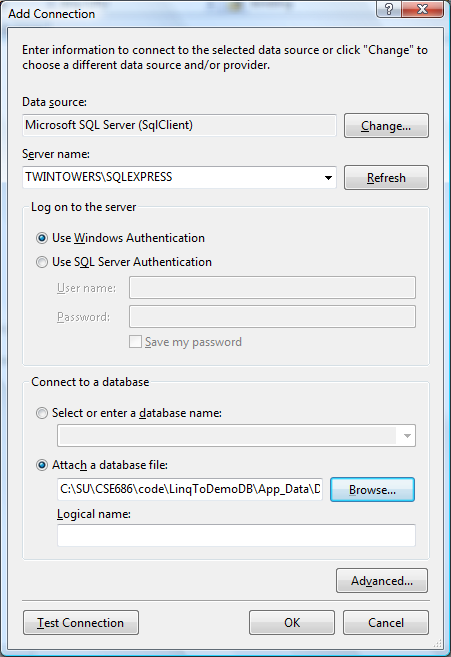 Add Connection
Enter information to connect to the selected data source or click "Change" to
choose a different data source and/or provider.
Data source:
Microsoft SQL Server (SqlClient)
Change...
Server name:
TWINTOWERS\SQLEXPRESS
Refresh
Log on to the server
Use Windows Authentication
Use SQL Server Authentication
User name:
Password:
Save my password
Connect to a database
Select or enter a database name:
Attach a database file:
C:\SU\CSE686\code\LinqToDemoDB\App_Data\D
Browse...
Logical name:
Advanced...
Test Connection
OK
Cancel